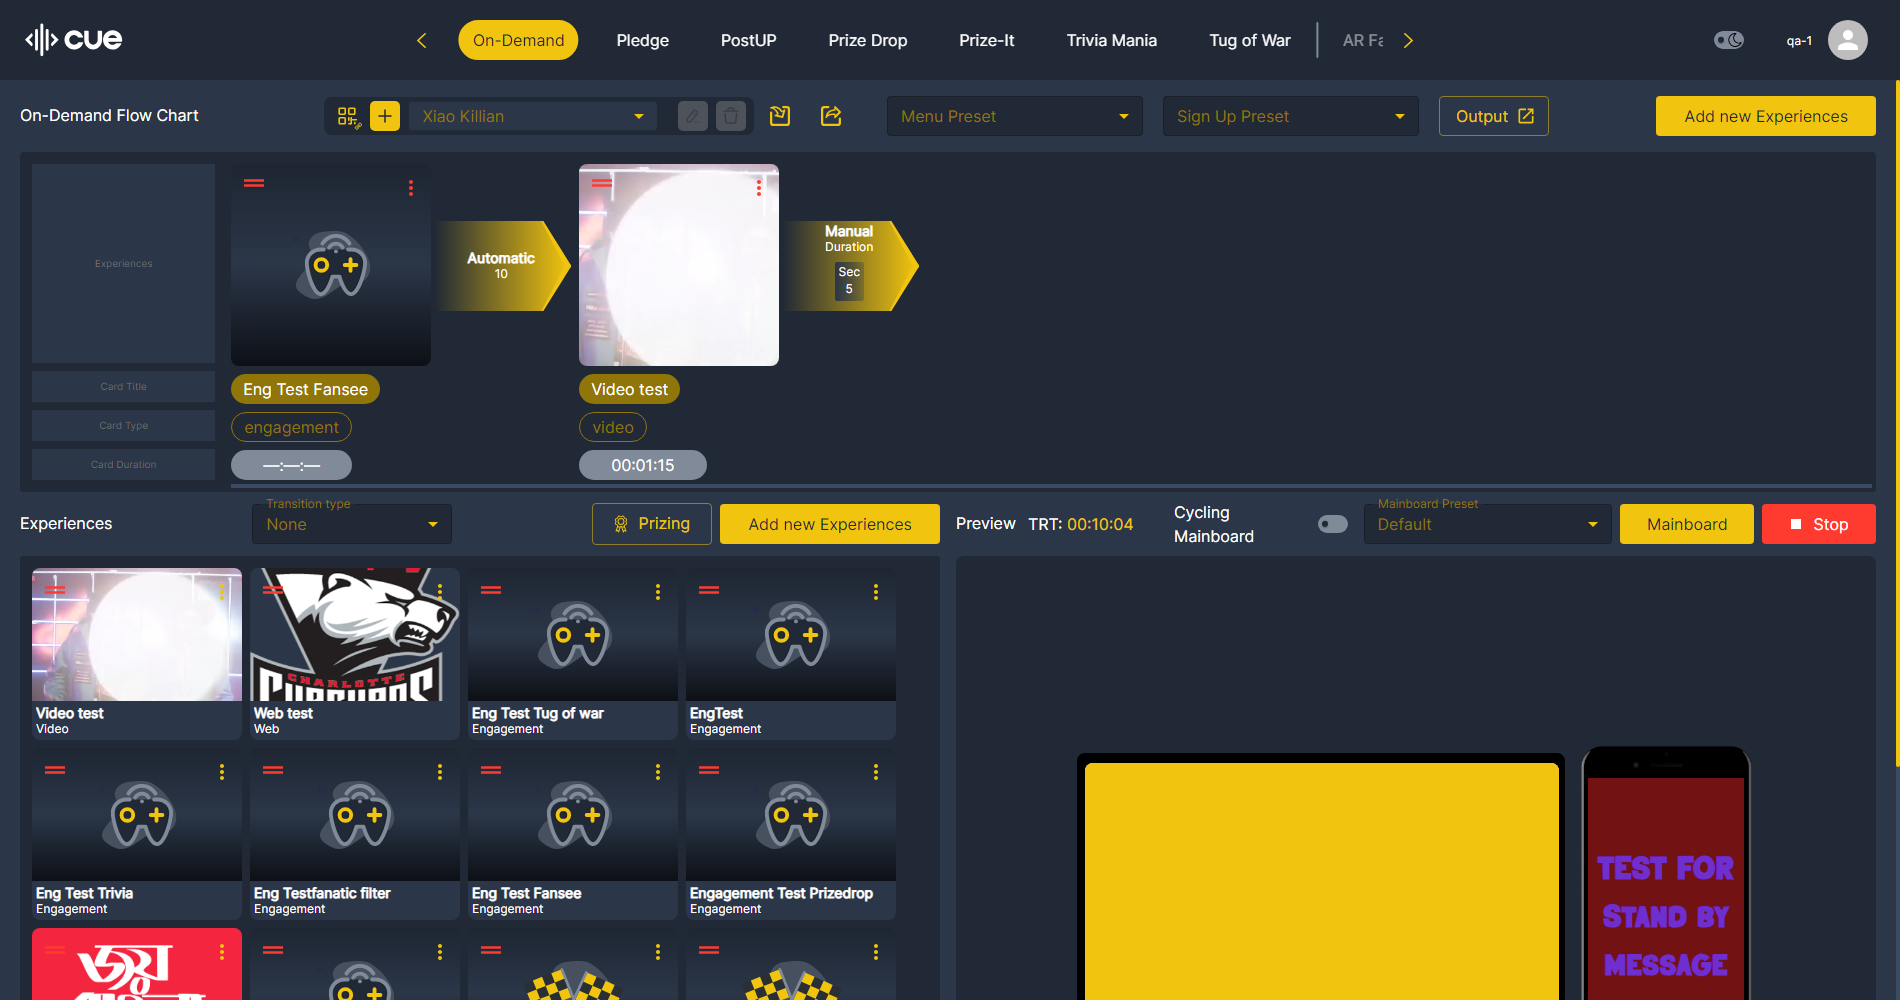 cue
On-Demand
Pledge
PostUP
Prize Drop
Prize-It
Trivia Mania
Tug of War
AR Fa
qa-1
On-Demand Flow Chart
Xiao Killian
Menu Preset
Sign Up Preset
Output
Add new Experiences
Experiences
Automatic
10
Manual
Duration
Sec
5
Card Title
Eng Test Fansee
Video test
Card Type
engagement
video
Card Duration
—:—:—
00:01:15
Experiences
Transition type
None
Prizing
Add new Experiences
Preview
TRT: 00:10:04
Cycling
Mainboard
Mainboard Preset
Default
Mainboard
Stop
Video test
Video
CHARLOTTE
Web test
Web
Eng Test Tug of war
Engagement
EngTest
Engagement
Eng Test Trivia
Engagement
Eng Testfanatic filter
Engagement
Eng Test Fansee
Engagement
Engagement Test Prizedrop
Engagement
জয়
TEST FOR
STAND BY
MESSAGE